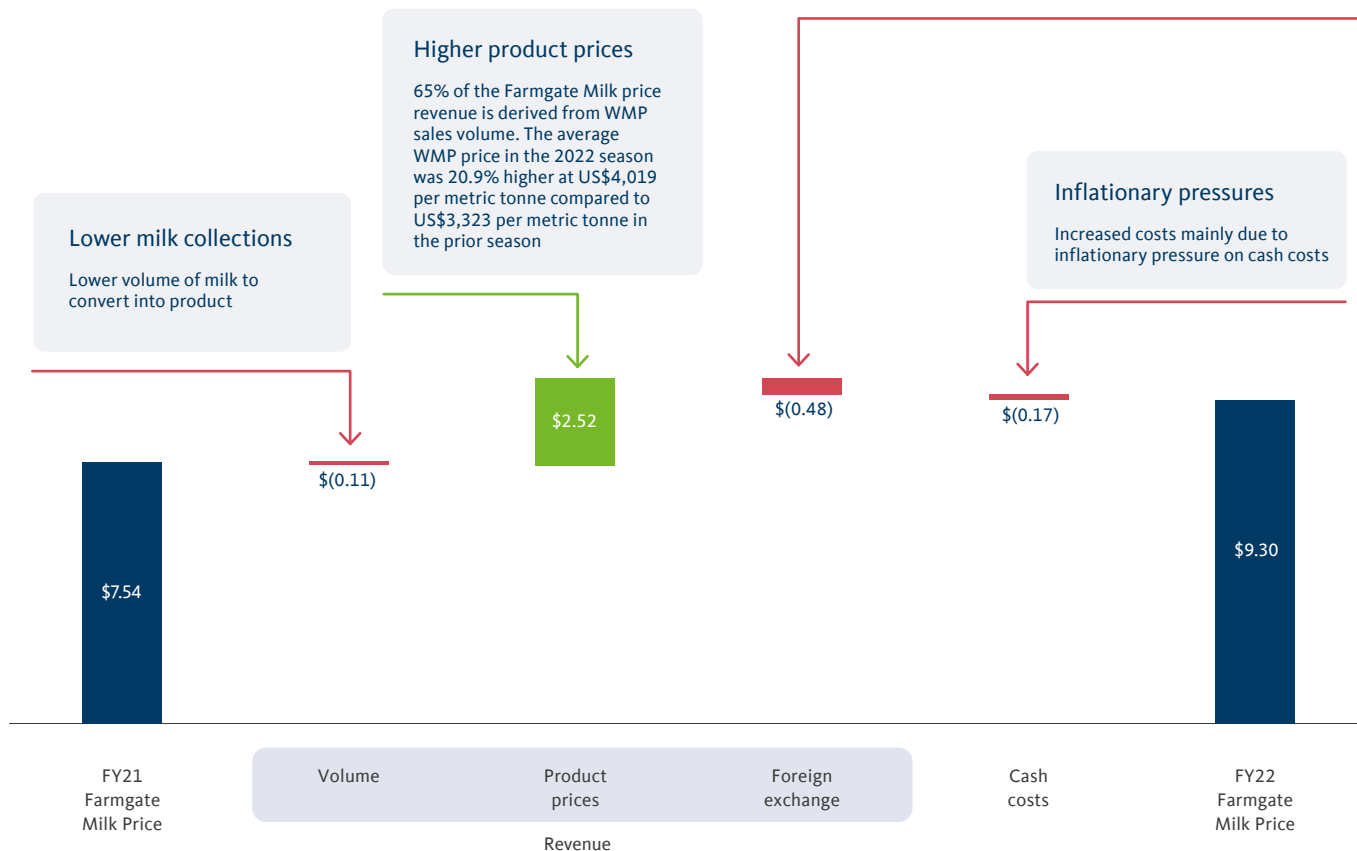 Higher product prices
65% of the Farmgate Milk price
revenue is derived from WMP
sales volume. The average
WMP price in the 2022 season
was 20.9% higher at US$4,019
per metric tonne compared to
US$3,323 per metric tonne in
the prior season
Inflationary pressures
Increased costs mainly due to
inflationary pressure on cash costs
Lower milk collections
Lower volume of milk to
convert into product
$7.54
$(0.11)
$2.52
$(0.48)
$(0.17)
$9.30
FY21
Farmgate
Milk Price
Volume
Product
prices
Foreign
exchange
Cash
costs
FY22
Farmgate
Milk Price
Revenue